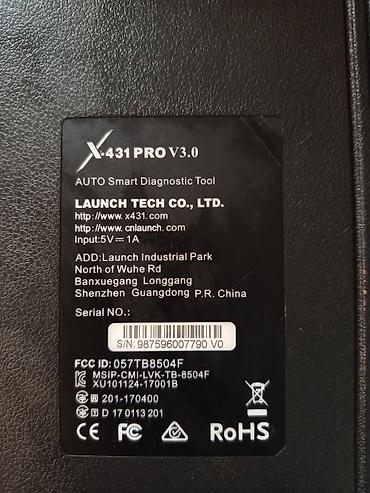 X-431 PRO V3.0
AUTO Smart Diagnostic Tool
LAUNCH TECH CO., LTD.
http://www. x431. com
http://www. cnlaunch. com
Input:5V⎓1A
ADD:Launch Industrial Park
North of Wuhe Rd
Banxuegang Longgang
Shenzhen Guangdong P.R. China
Serial NO.:
S/N: 987596007790 V0
FCC ID: 057TB8504F
MSIP-CMI-LVK-TB-8504F
XU101124-17001B
R 201-170400
T D 17 0113 201
CE FC RoHS